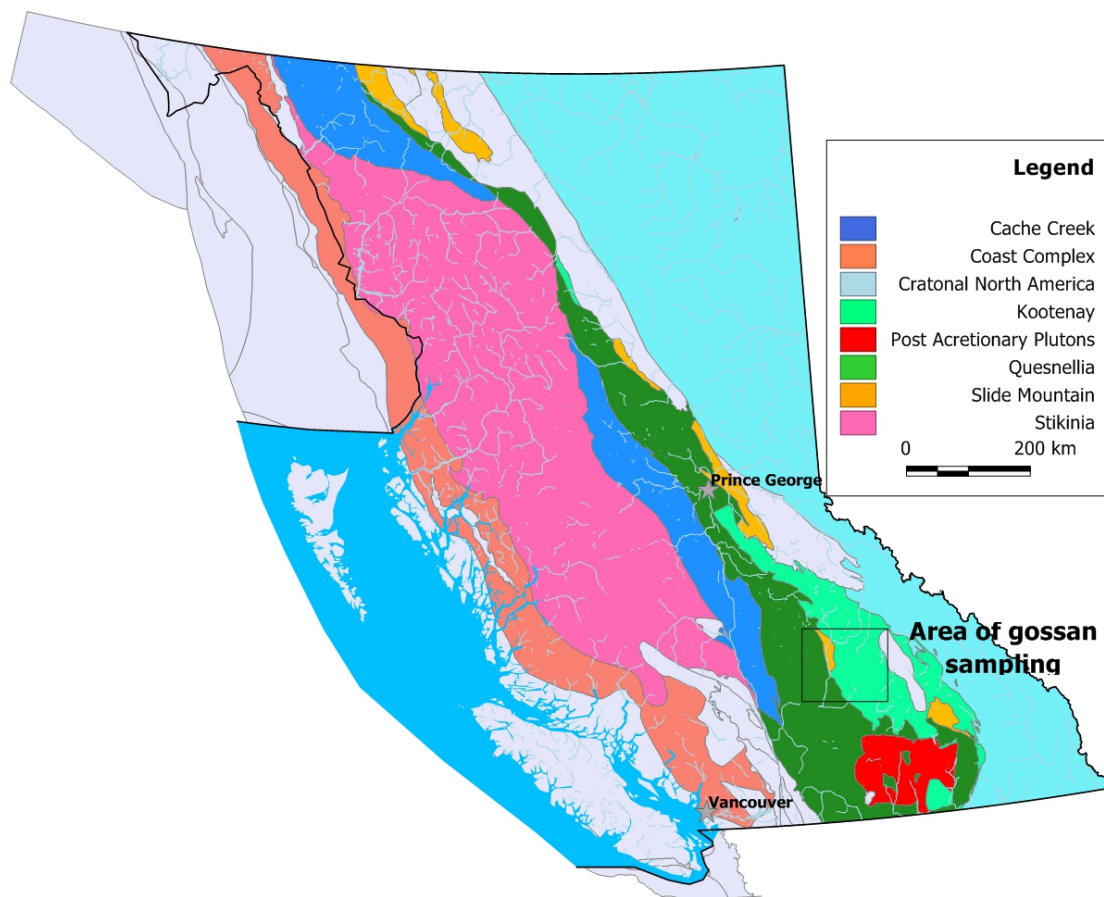 Legend
Cache Creek
Coast Complex
Cratonal North America
Kootenay
Post Acretionary Plutons
Quesnellia
Slide Mountain
Stikinia
0 200 km
Prince George
Area of gossan
sampling
Vancouver